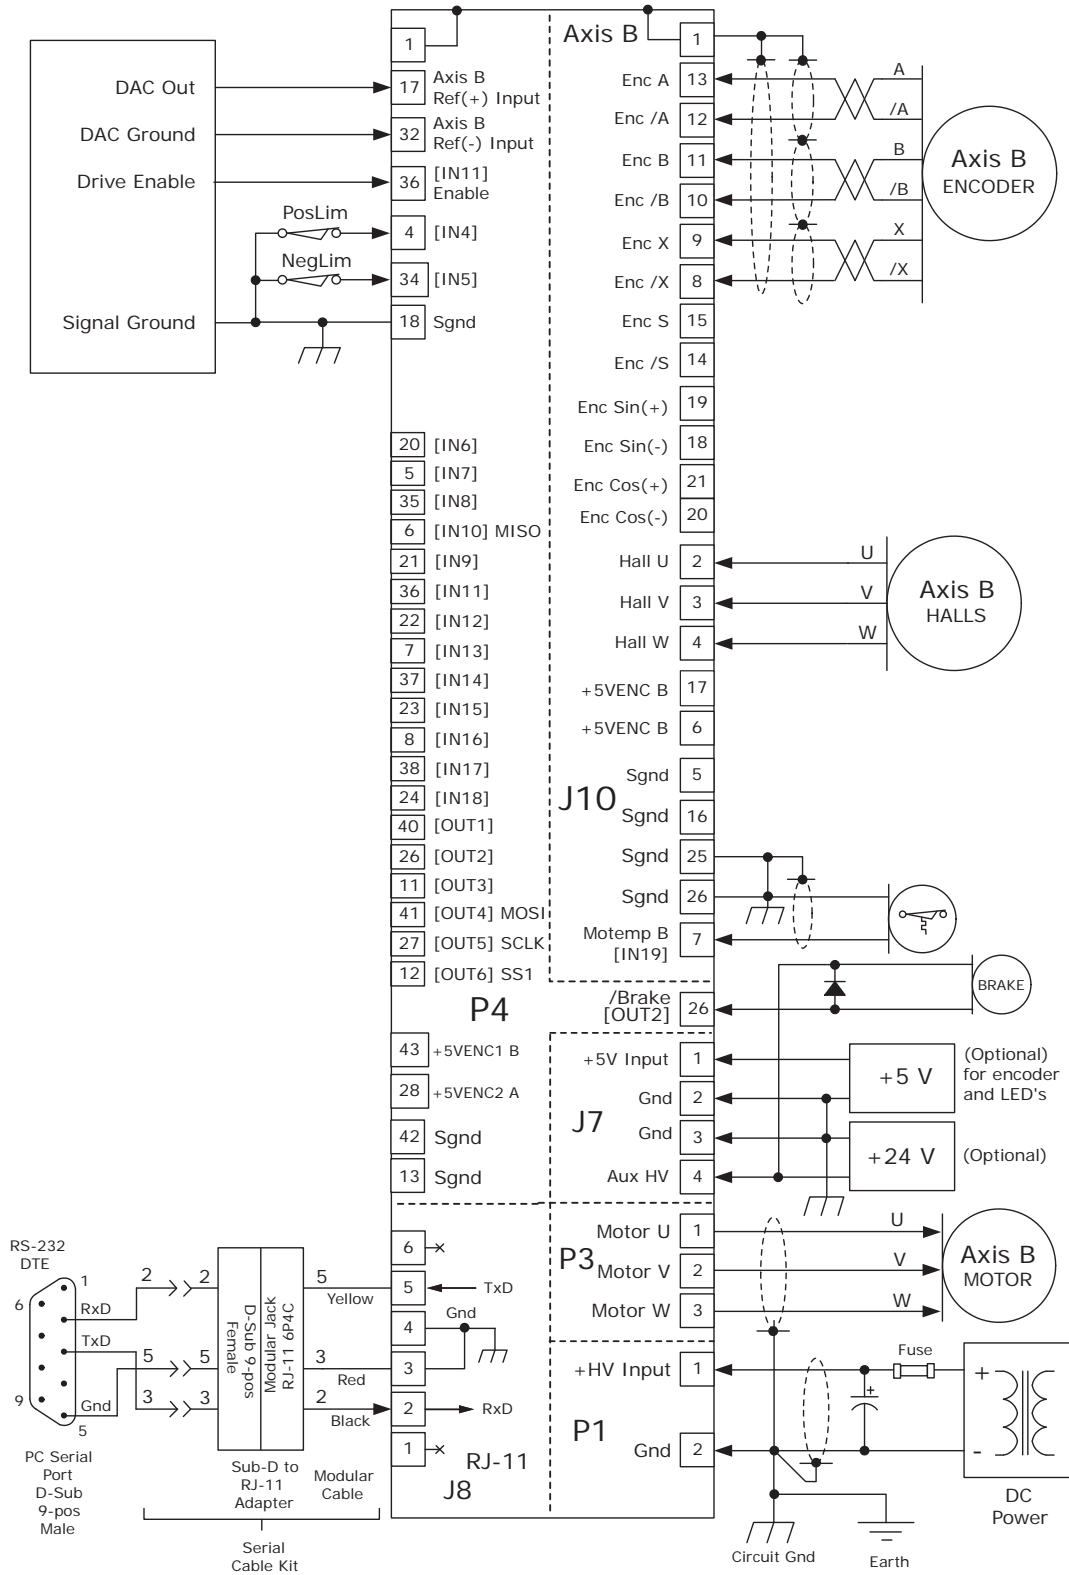 DAC Out
DAC Ground
Drive Enable
PosLim
NegLim
Signal Ground
1
17 Axis B
Ref(+) Input
32 Axis B
Ref(-) Input
36 [IN11]
Enable
4 [IN4]
34 [IN5]
18 Sgnd
20 [IN6]
5 [IN7]
35 [IN8]
6 [IN10] MISO
21 [IN9]
36 [IN11]
22 [IN12]
7 [IN13]
37 [IN14]
23 [IN15]
8 [IN16]
38 [IN17]
24 [IN18]
40 [OUT1]
26 [OUT2]
11 [OUT3]
41 [OUT4] MOSI
27 [OUT5] SCLK
12 [OUT6] SS1
P4
43 +5VENC1 B
28 +5VENC2 A
42 Sgnd
13 Sgnd
Axis B 1
Enc A 13
Enc /A 12
Enc B 11
Enc /B 10
Enc X 9
Enc /X 8
Enc S 15
Enc /S 14
Enc Sin(+) 19
Enc Sin(-) 18
Enc Cos(+) 21
Enc Cos(-) 20
Hall U 2
Hall V 3
Hall W 4
+5VENC B 17
+5VENC B 6
Sgnd 5
J10
Sgnd 16
Sgnd 25
Sgnd 26
Motemp B
[IN19] 7
/Brake
[OUT2] 26
+5V Input 1
Gnd 2
J7
Gnd 3
Aux HV 4
Motor U 1
P3
Motor V 2
Motor W 3
+HV Input 1
P1
Gnd 2
A
/A
B
/B
X
/X
Axis B
ENCODER
U
V
W
Axis B
HALLS
BRAKE
+5 V
(Optional)
for encoder
and LED's
+24 V
(Optional)
U
V
W
Axis B
MOTOR
Fuse
+
+
-
DC
Power
Circuit Gnd
Earth
RS-232
DTE
1
6
RxD
TxD
9
Gnd
5
PC Serial
Port
D-Sub
9-pos
Male
2 2
5 5
3 3
D-Sub 9-pos
Female
Modular Jack
RJ-11 6P4C
5
Yellow
3
Red
2
Black
Sub-D to
RJ-11
Adapter
Modular
Cable
Serial
Cable Kit
6
5 TxD
4 Gnd
3
2 RxD
1
RJ-11
J8